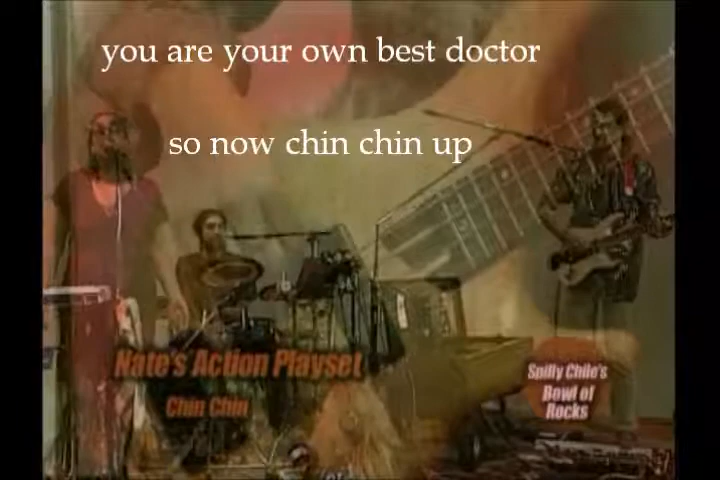 you are your own best doctor
so now chin chin up
Nate's Action Playset
Chin Chin
Spiffy Chile's
Bowl of
Rocks